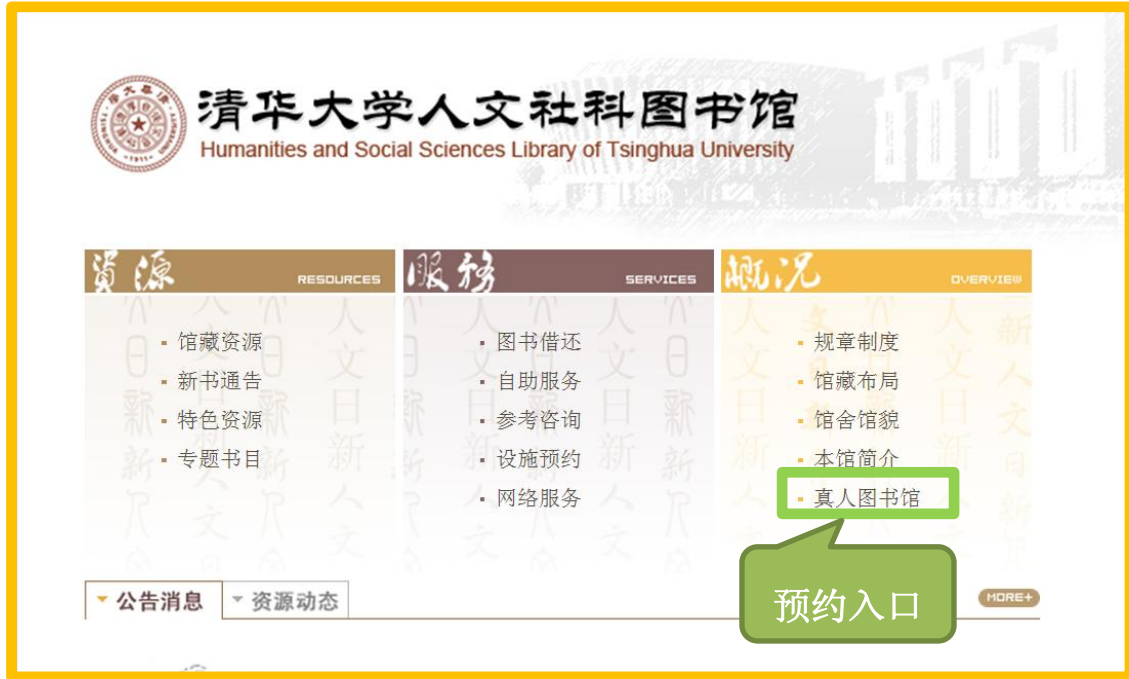 清华大学人文社科图书馆
Humanities and Social Sciences Library of Tsinghua University
資源 RESOURCES
馆藏资源
新书通告
特色资源
专题书目
服务 SERVICES
图书借还
自助服务
参考咨询
设施预约
网络服务
概况 OVERVIEW
规章制度
馆藏布局
馆舍馆貌
本馆简介
真人图书馆
预约入口
公告消息 资源动态 MORE+